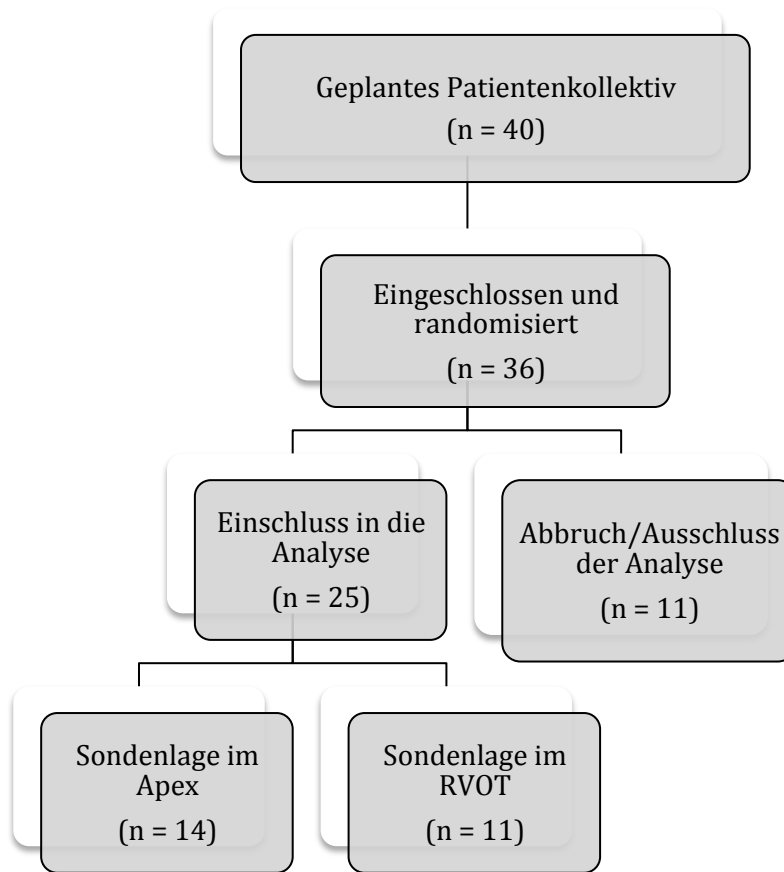 Geplantes Patientenkollektiv
(n = 40)
Eingeschlossen und
randomisiert
(n = 36)
Einschluss in die
Analyse
(n = 25)
Abbruch/Ausschluss
der Analyse
(n = 11)
Sondenlage im
Apex
(n = 14)
Sondenlage im
RVOT
(n = 11)